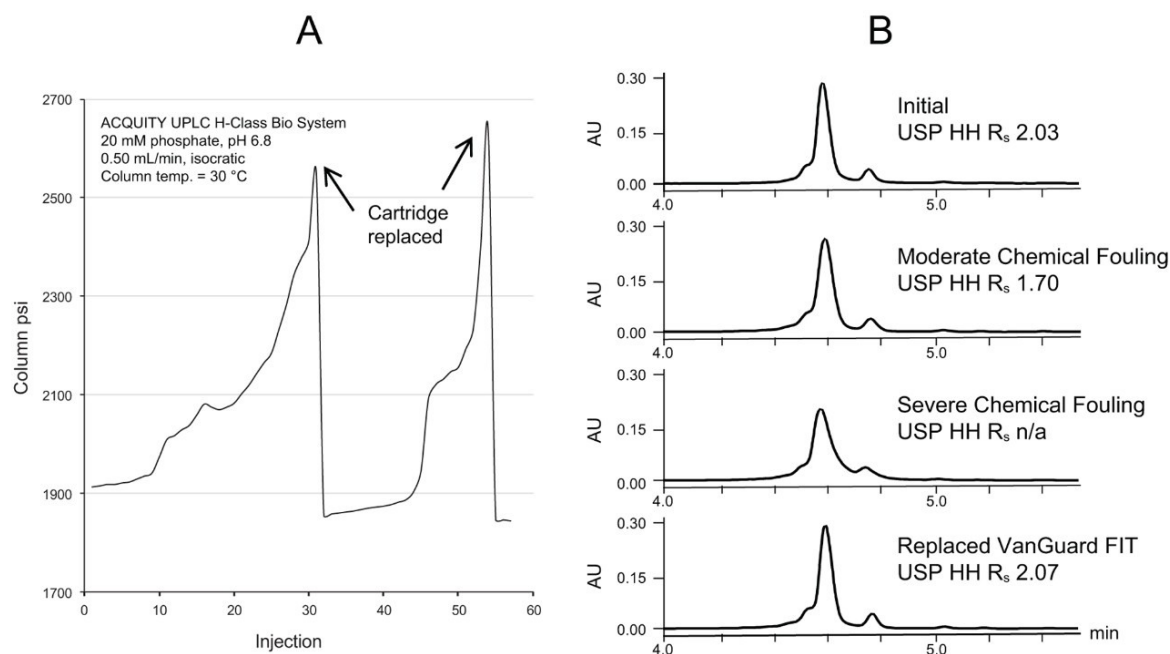 A
2700
2500
2300
2100
1900
1700
Column psi
ACQUITY UPLC H-Class Bio System
20 mM phosphate, pH 6.8
0.50 mL/min, isocratic
Column temp. = 30 °C
Cartridge
replaced
0 10 20 30 40 50 60
Injection
B
0.30
0.15
0.00
AU
Initial
USP HH Rs 2.03
4.0 5.0
0.30
0.15
0.00
AU
Moderate Chemical Fouling
USP HH Rs 1.70
4.0 5.0
0.30
0.15
0.00
AU
Severe Chemical Fouling
USP HH Rs n/a
4.0 5.0
0.30
0.15
0.00
AU
Replaced VanGuard FIT
USP HH Rs 2.07
min
4.0 5.0